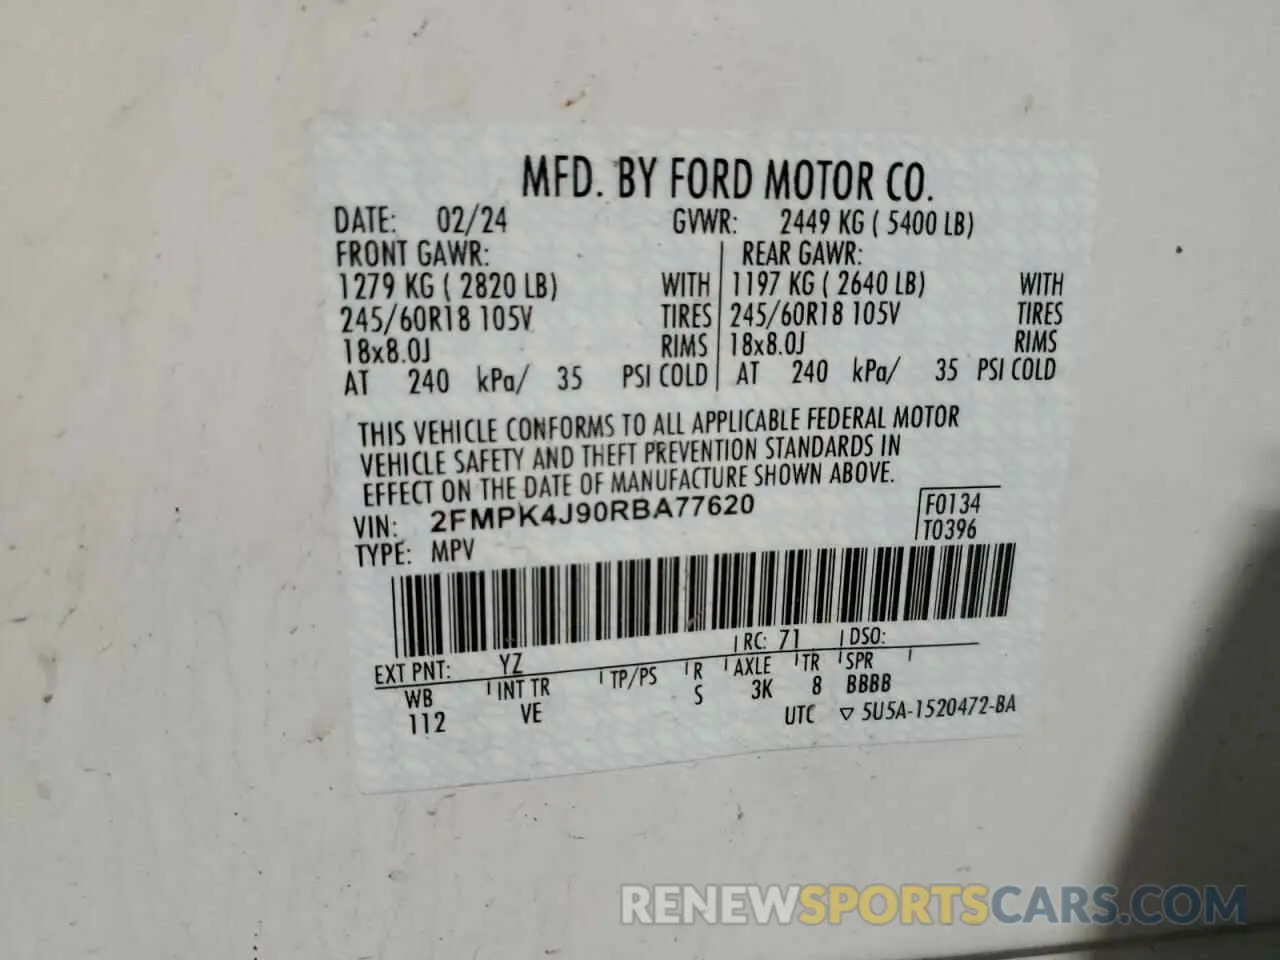 MFD. BY FORD MOTOR CO.
DATE: 02/24 GVWR: 2449 KG ( 5400 LB)
FRONT GAWR: REAR GAWR:
1279 KG ( 2820 LB) WITH 1197 KG ( 2640 LB) WITH
245/60R18 105V TIRES 245/60R18 105V TIRES
18x8.0J RIMS 18x8.0J RIMS
AT 240 kPa/ 35 PSI COLD AT 240 kPa/ 35 PSI COLD
THIS VEHICLE CONFORMS TO ALL APPLICABLE FEDERAL MOTOR
VEHICLE SAFETY AND THEFT PREVENTION STANDARDS IN
EFFECT ON THE DATE OF MANUFACTURE SHOWN ABOVE.
VIN: 2FMPK4J90RBA77620 F0134
TYPE: MPV T0396
EXT PNT: YZ RC: 71 DSO:
WB INT TR TP/PS R AXLE TR SPR
112 VE S 3K 8 BBBB
UTC ▽ 5U5A-1520472-BA
RENEWSPORTSCARS.COM